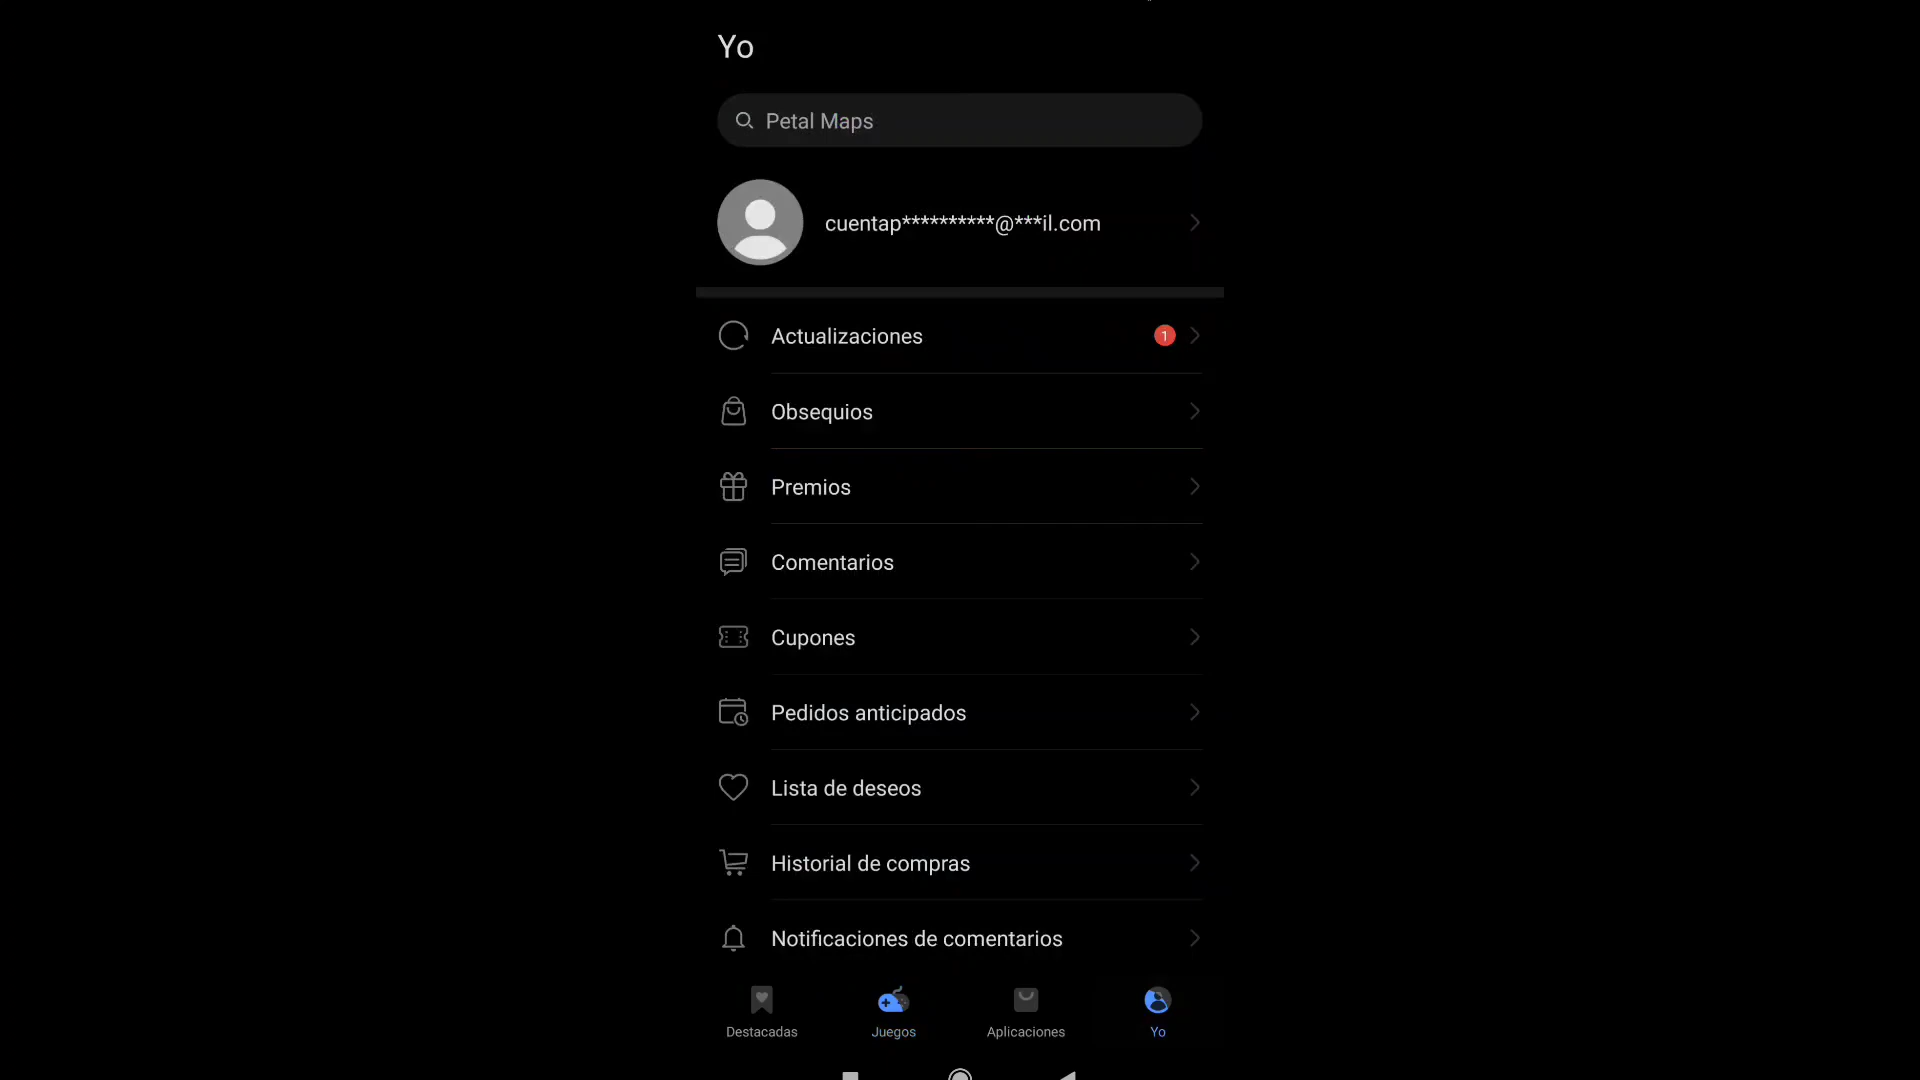 Yo
Petal Maps
cuentap**********@***il.com
Actualizaciones
1
Obsequios
Premios
Comentarios
Cupones
Pedidos anticipados
Lista de deseos
Historial de compras
Notificaciones de comentarios
Destacadas
Juegos
Aplicaciones
Yo